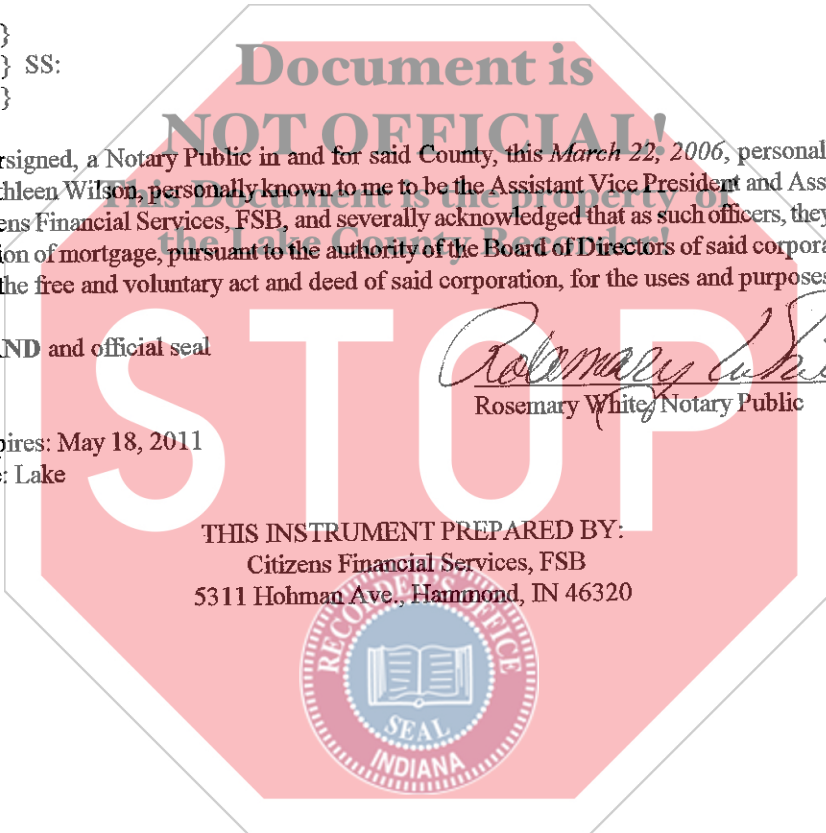 }
} SS:
}
Document is
NOT OFFICIAL!
This Document is the property of
the Lake County Recorder!
rsigned, a Notary Public in and for said County, this March 22, 2006, personal
thleen Wilson, personally known to me to be the Assistant Vice President and Ass
ens Financial Services, FSB, and severally acknowledged that as such officers, they
ion of mortgage, pursuant to the authority of the Board of Directors of said corpora
the free and voluntary act and deed of said corporation, for the uses and purposes
ND and official seal
Rosemary White
Rosemary White, Notary Public
STOP
pires: May 18, 2011
e: Lake
THIS INSTRUMENT PREPARED BY:
Citizens Financial Services, FSB
5311 Hohman Ave., Hammond, IN 46320
RECORDER'S OFFICE
SEAL
INDIANA